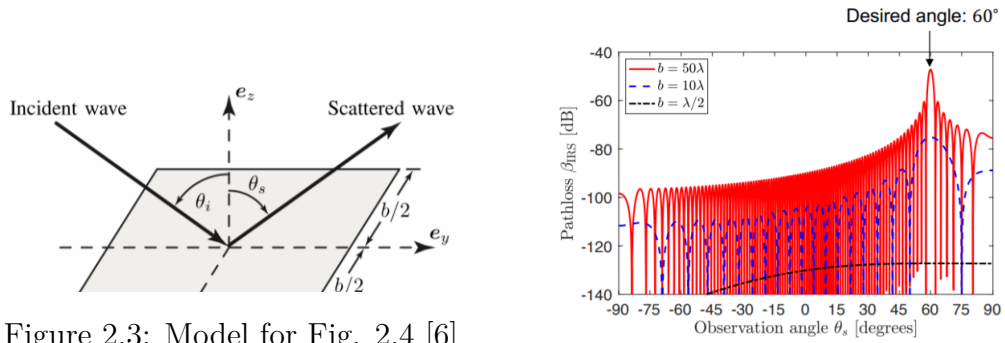 Desired angle: 60°
Incident wave
e_z
Scattered wave
θ_i
θ_s
b/2
b/2
e_y
Figure 2.3: Model for Fig. 2.4 [6]
-40
-60
-80
-100
-120
-140
Pathloss β_IRS [dB]
b = 50λ
b = 10λ
b = λ/2
-90 -75 -60 -45 -30 -15 0 15 30 45 60 75 90
Observation angle θ_s [degrees]